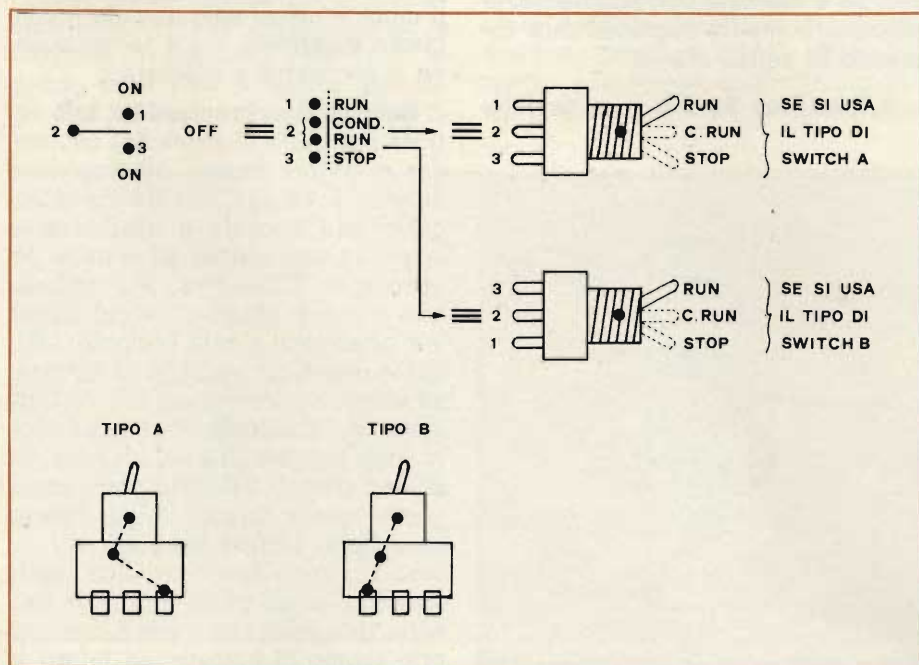 ON
1
2
3
ON
OFF
1 RUN
2 COND.
RUN
3 STOP
1 RUN
2 C. RUN
3 STOP
SE SI USA
IL TIPO DI
SWITCH A
3 RUN
2 C.RUN
1 STOP
SE SI USA
IL TIPO DI
SWITCH B
TIPO A
TIPO B